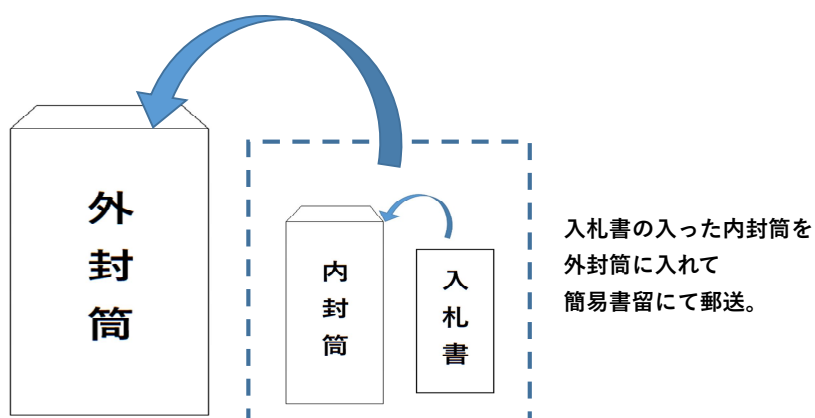 外封筒
内封筒
入札書
入札書の入った内封筒を
外封筒に入れて
簡易書留にて郵送。